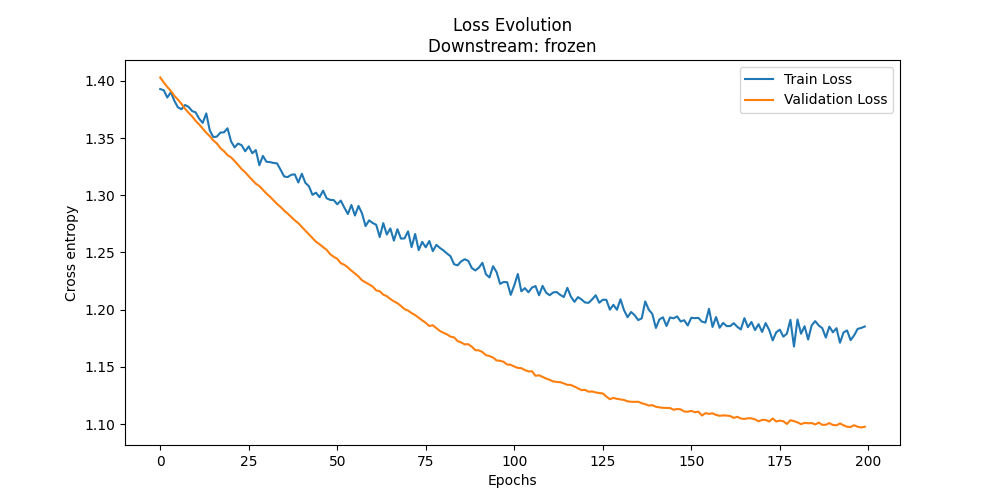 Loss Evolution
Downstream: frozen
Train Loss
Validation Loss
Cross entropy
1.40
1.35
1.30
1.25
1.20
1.15
1.10
0 25 50 75 100 125 150 175 200
Epochs